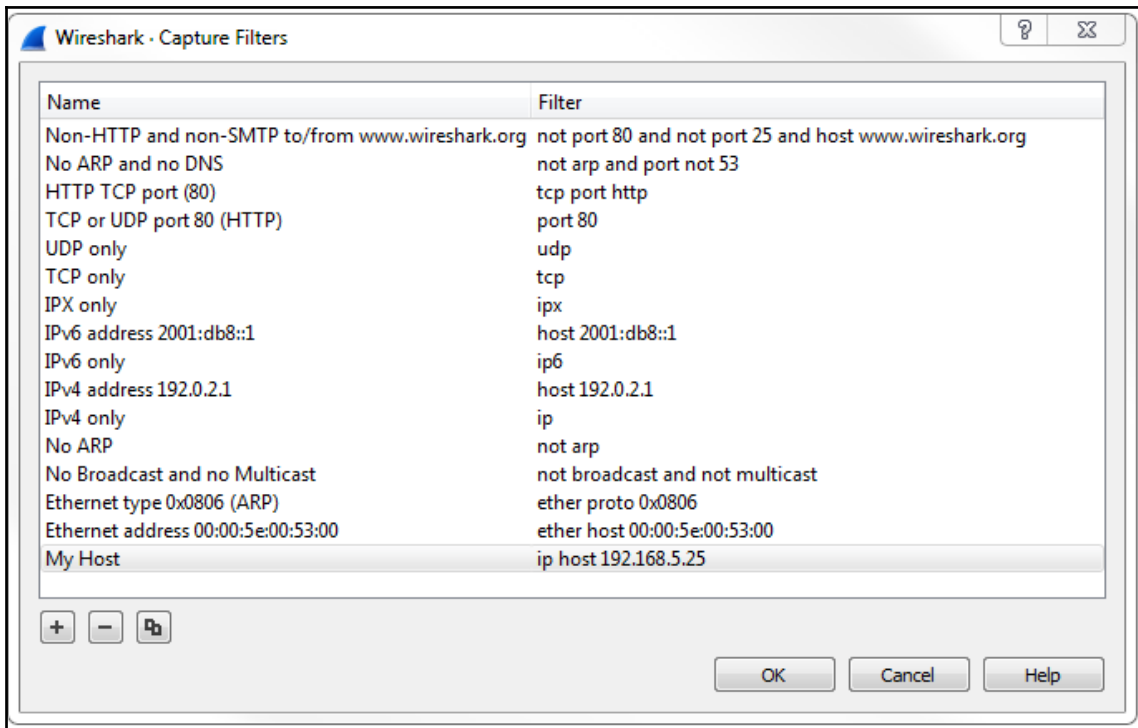 Wireshark · Capture Filters
Name Filter
Non-HTTP and non-SMTP to/from www.wireshark.org not port 80 and not port 25 and host www.wireshark.org
No ARP and no DNS not arp and port not 53
HTTP TCP port (80) tcp port http
TCP or UDP port 80 (HTTP) port 80
UDP only udp
TCP only tcp
IPX only ipx
IPv6 address 2001:db8::1 host 2001:db8::1
IPv6 only ip6
IPv4 address 192.0.2.1 host 192.0.2.1
IPv4 only ip
No ARP not arp
No Broadcast and no Multicast not broadcast and not multicast
Ethernet type 0x0806 (ARP) ether proto 0x0806
Ethernet address 00:00:5e:00:53:00 ether host 00:00:5e:00:53:00
My Host ip host 192.168.5.25
OK Cancel Help